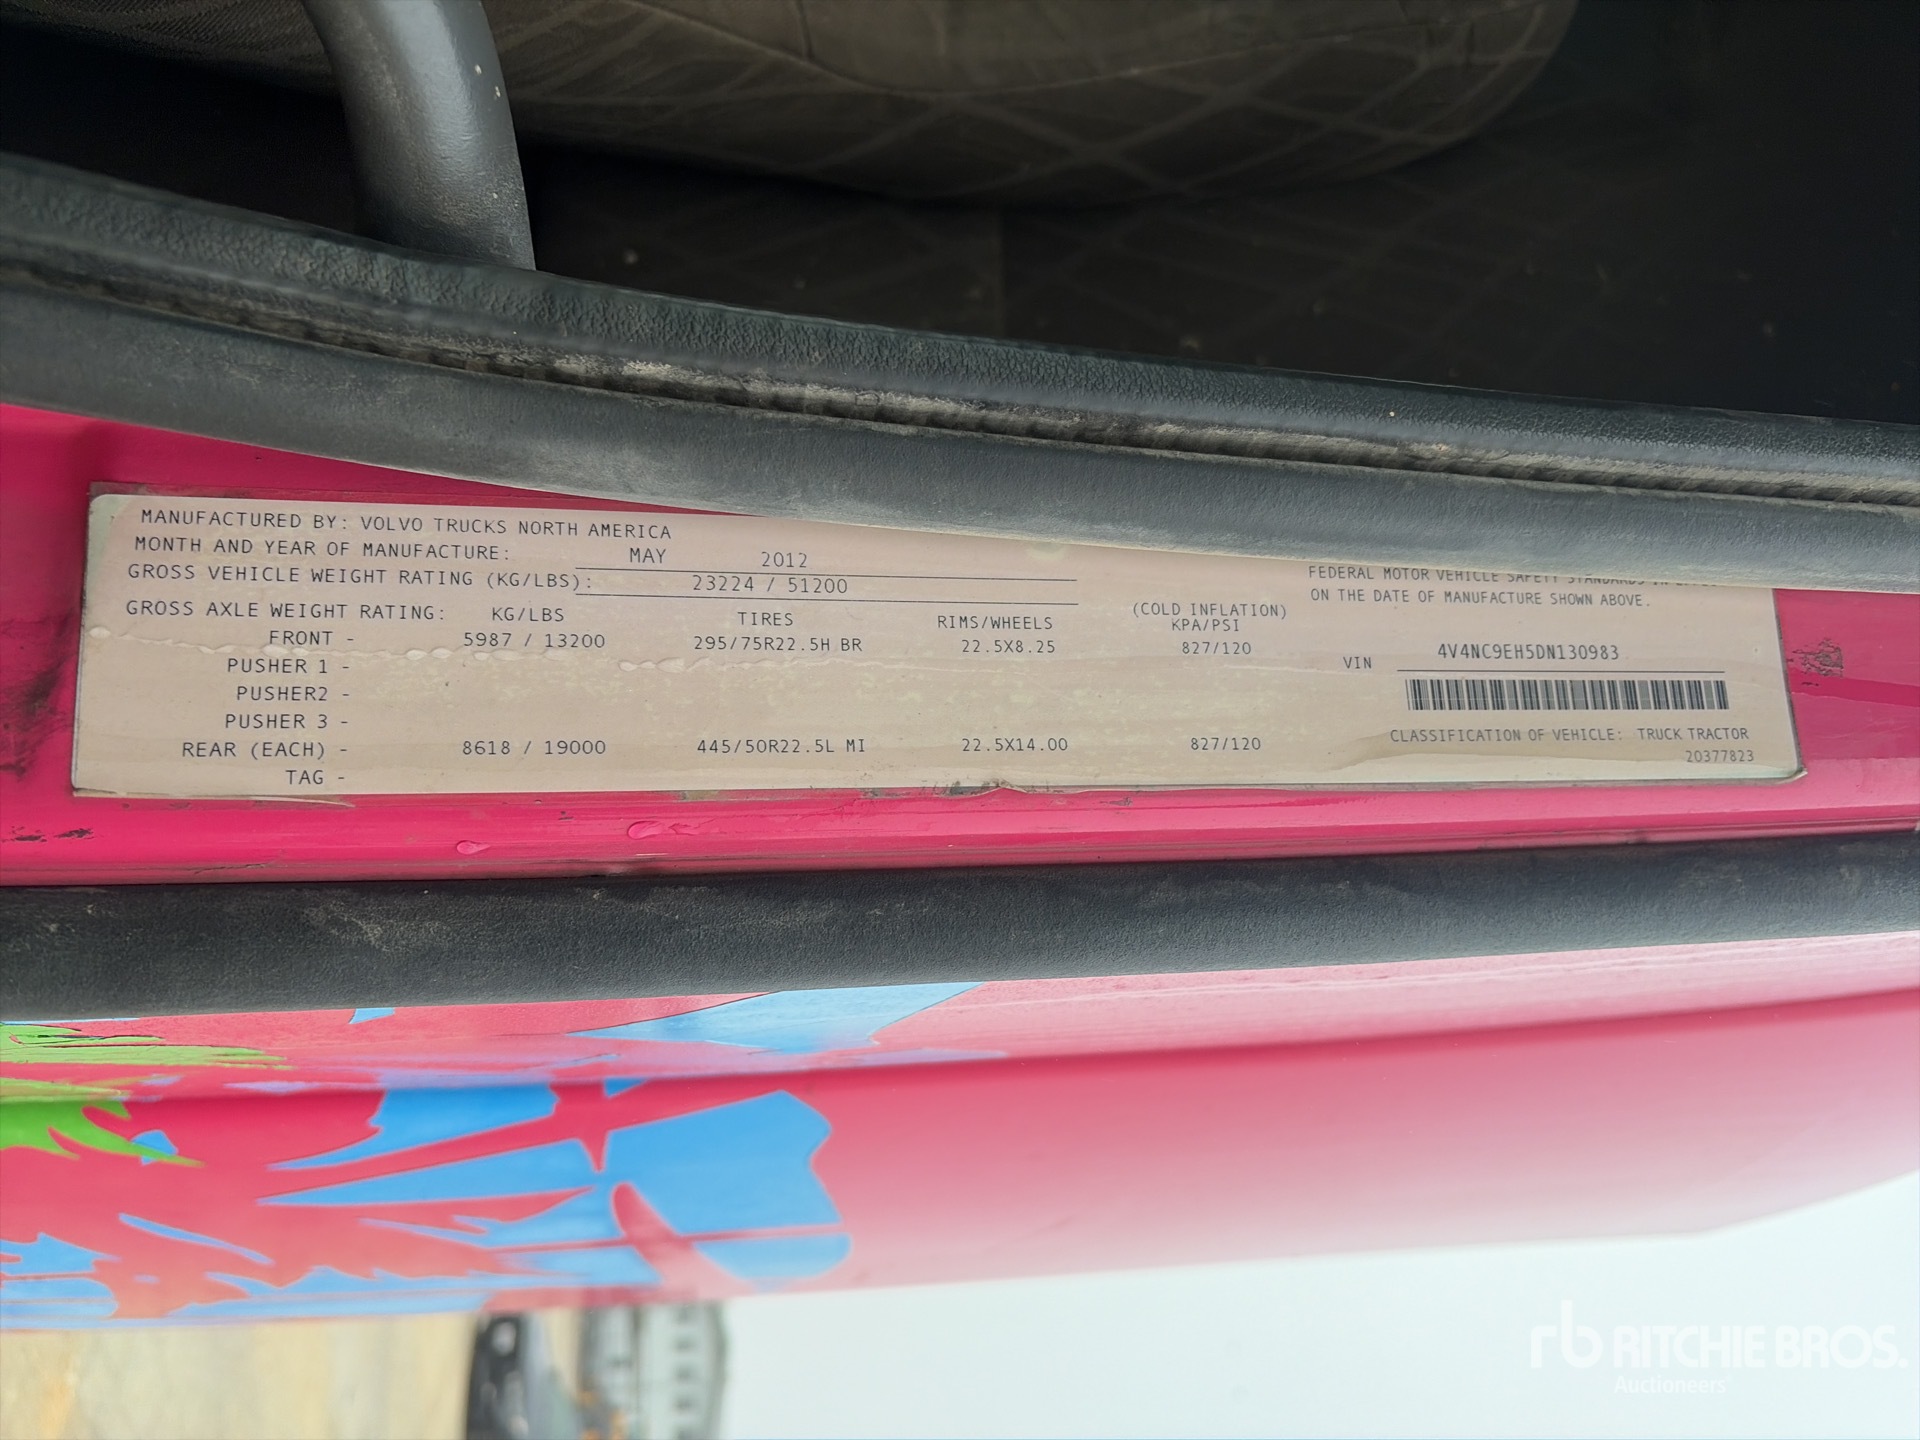 MANUFACTURED BY: VOLVO TRUCKS NORTH AMERICA
MONTH AND YEAR OF MANUFACTURE: MAY 2012
GROSS VEHICLE WEIGHT RATING (KG/LBS): 23224 / 51200
GROSS AXLE WEIGHT RATING: KG/LBS TIRES RIMS/WHEELS (COLD INFLATION) KPA/PSI
FRONT - 5987 / 13200 295/75R22.5H BR 22.5X8.25 827/120
PUSHER 1 -
PUSHER2 -
PUSHER 3 -
REAR (EACH) - 8618 / 19000 445/50R22.5L MI 22.5X14.00 827/120
TAG -
FEDERAL MOTOR VEHICLE SAFETY STANDARDS IN
ON THE DATE OF MANUFACTURE SHOWN ABOVE.
VIN 4V4NC9EH5DN130983
CLASSIFICATION OF VEHICLE: TRUCK TRACTOR
20377823
rb RITCHIE BROS.
Auctioneers